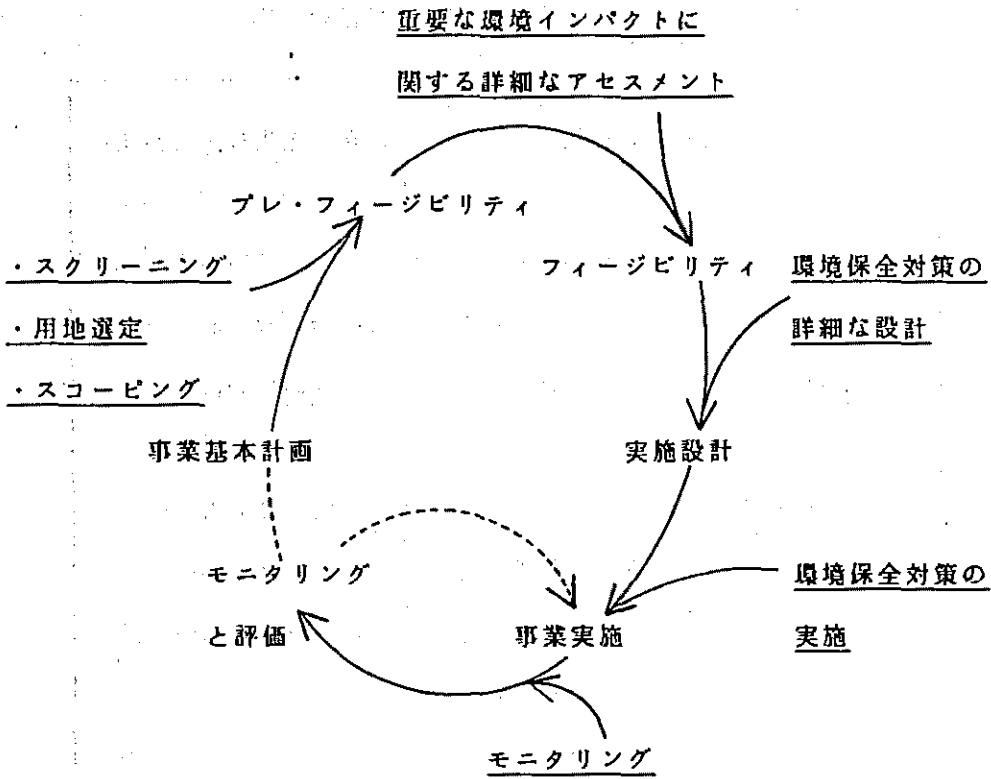 重要な環境インパクトに
関する詳細なアセスメント
プレ・フィージビリティ
・スクリーニング
・用地選定
・スコーピング
フィージビリティ
環境保全対策の
詳細な設計
事業基本計画
実施設計
モニタリング
と評価
事業実施
環境保全対策の
実施
モニタリング